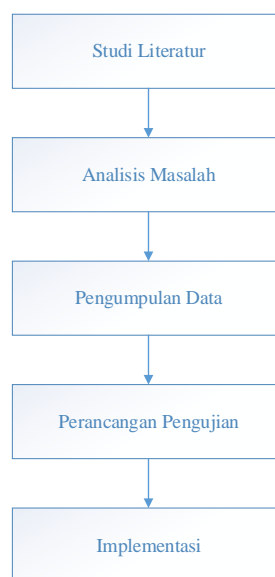 Studi Literatur
Analisis Masalah
Pengumpulan Data
Perancangan Pengujian
Implementasi